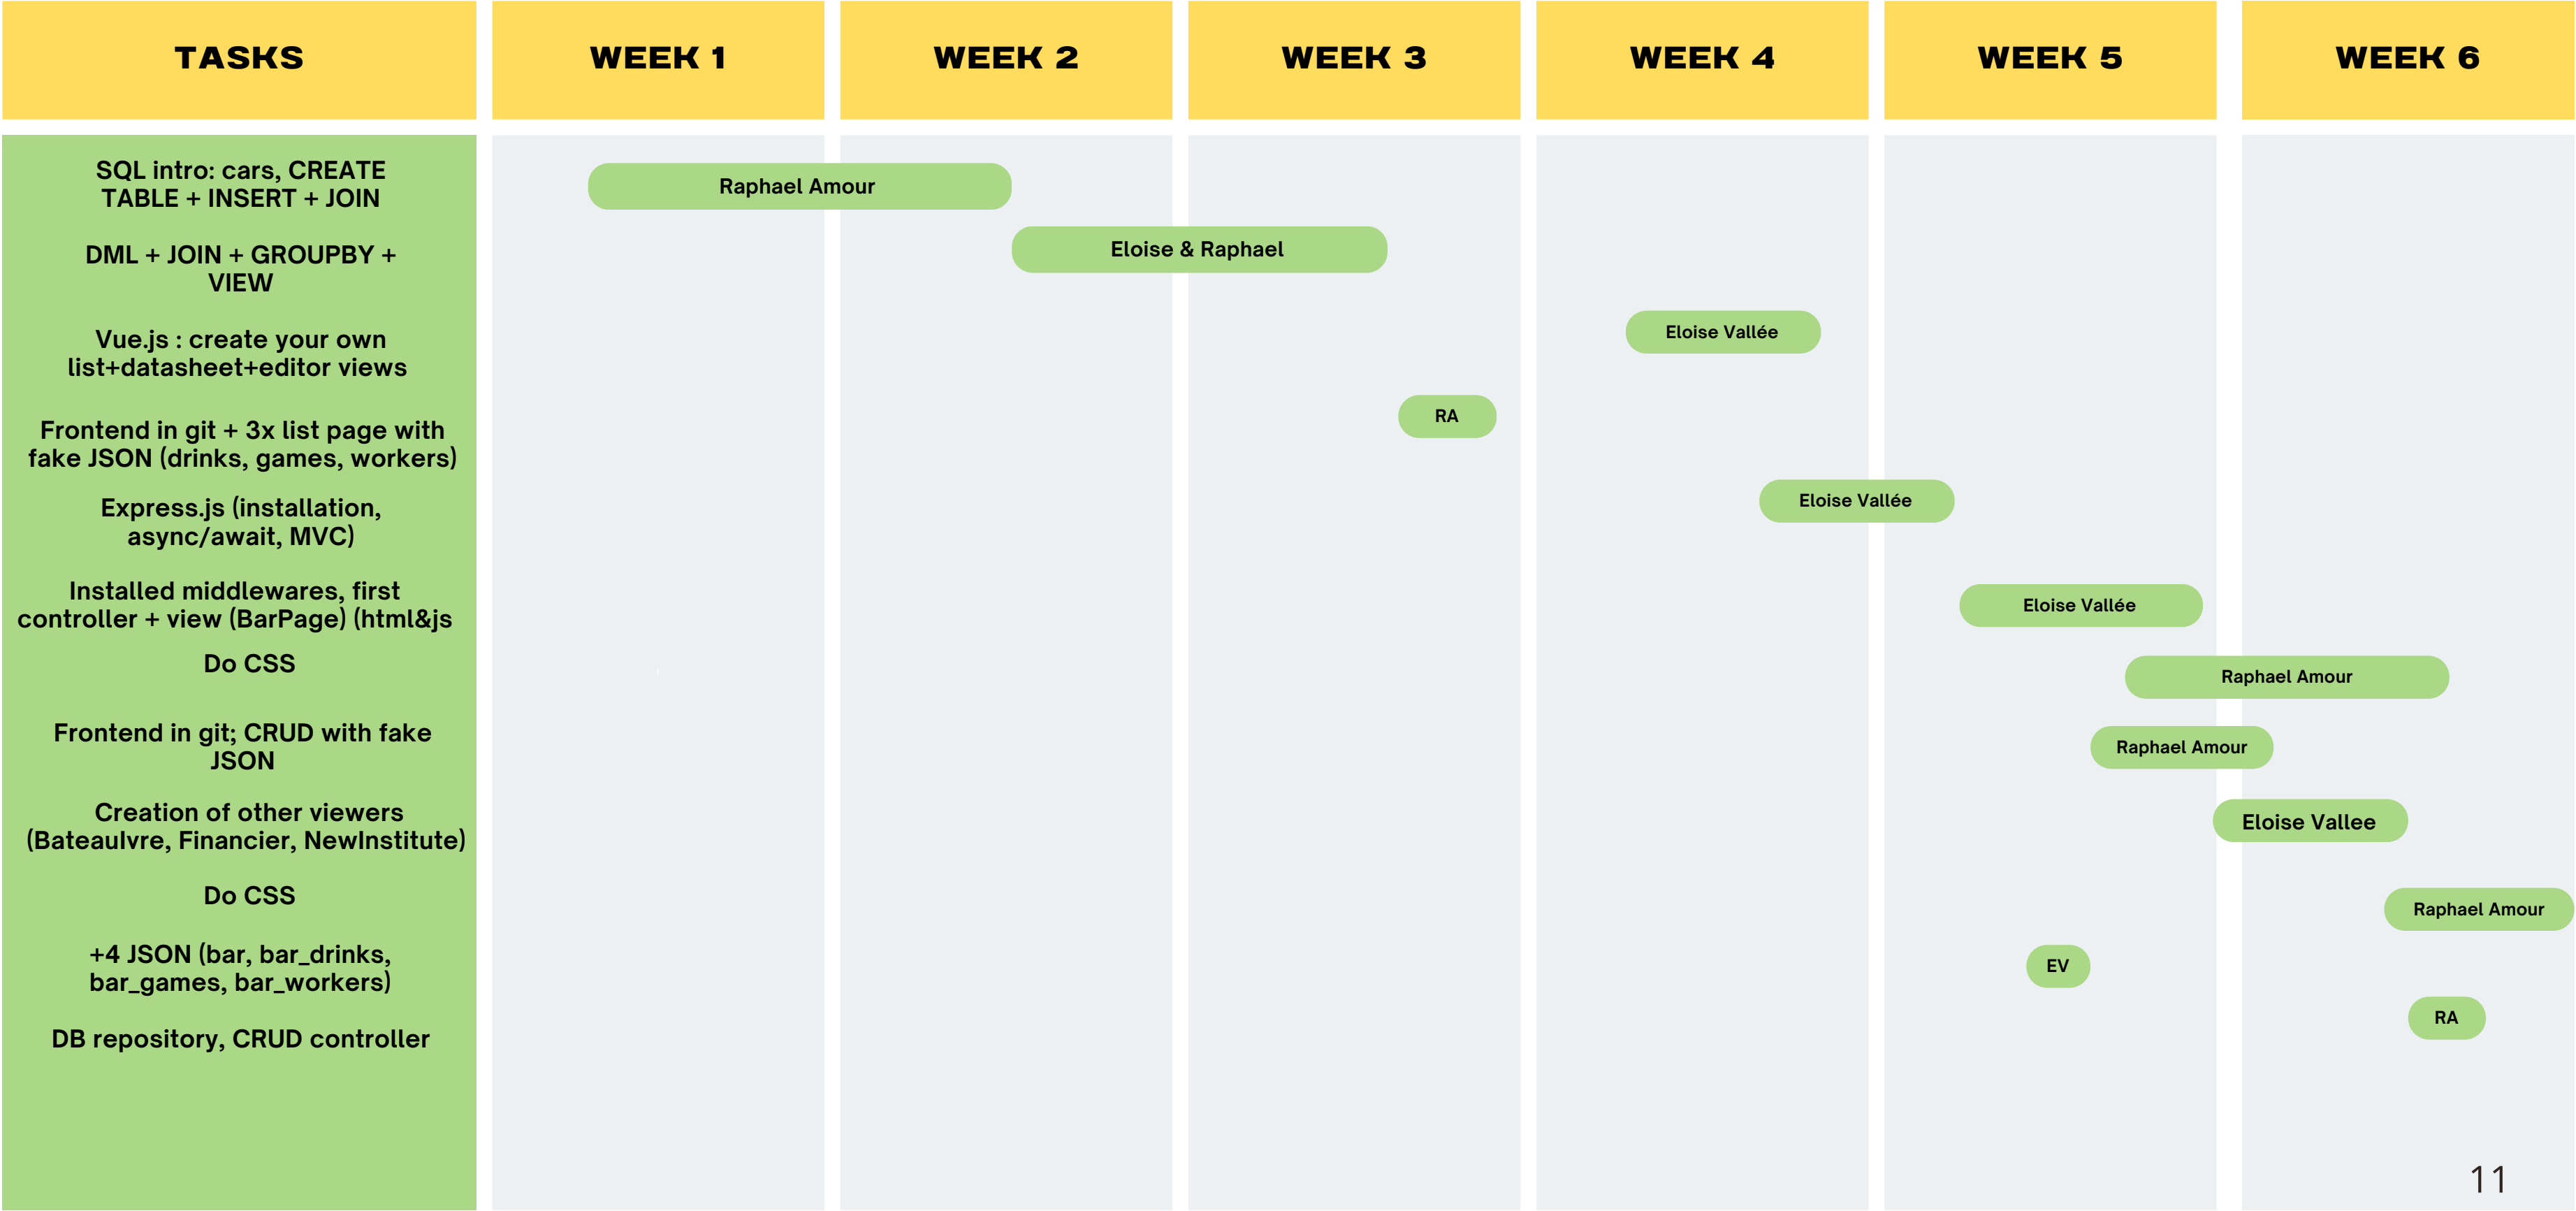 TASKS
WEEK 1
WEEK 2
WEEK 3
WEEK 4
WEEK 5
WEEK 6
SQL intro: cars, CREATE
TABLE + INSERT + JOIN
Raphael Amour
DML + JOIN + GROUPBY +
VIEW
Eloise & Raphael
Vue.js : create your own
list+datasheet+editor views
Eloise Vallée
Frontend in git + 3x list page with
fake JSON (drinks, games, workers)
RA
Express.js (installation,
async/await, MVC)
Eloise Vallée
Installed middlewares, first
controller + view (BarPage) (html&js
Eloise Vallée
Do CSS
Raphael Amour
Frontend in git; CRUD with fake
JSON
Raphael Amour
Creation of other viewers
(BateauIvre, Financier, NewInstitute)
Eloise Vallee
Do CSS
Raphael Amour
+4 JSON (bar, bar_drinks,
bar_games, bar_workers)
EV
DB repository, CRUD controller
RA
11